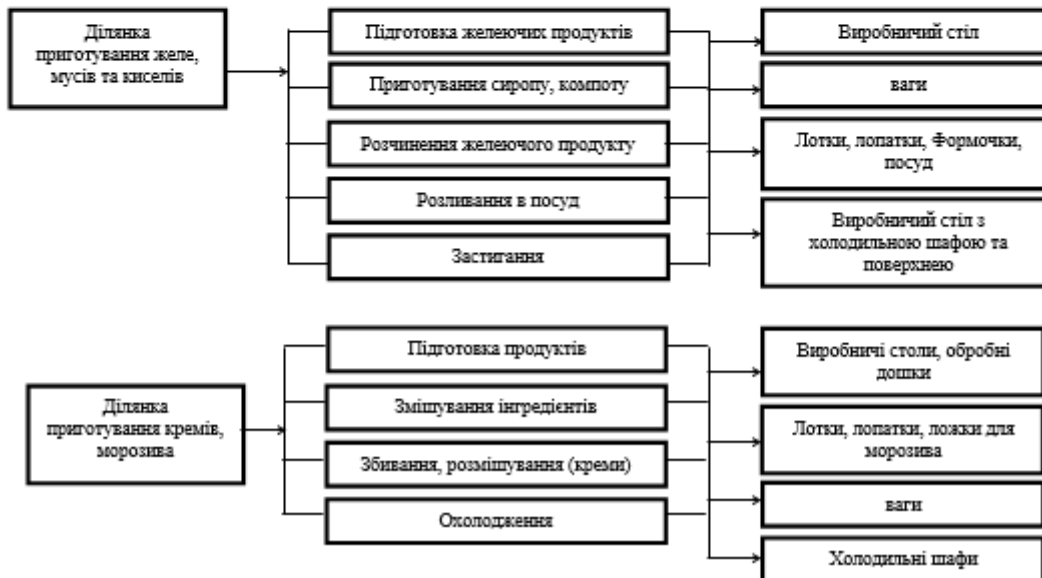 Ділянка
приготування желе,
мусів та киселів
Підготовка желеючих продуктів
Приготування сиропу, компоту
Розчинення желеючого продукту
Розливання в посуд
Застигання
Виробничий стіл
ваги
Лотки, лопатки, Формочки,
посуд
Виробничий стіл з
холодильною шафою та
поверхнею
Ділянка
приготування кремів,
морозива
Підготовка продуктів
Змішування інгредієнтів
Збивання, розмішування (креми)
Охолодження
Виробничі столи, обробні
дошки
Лотки, лопатки, ложки для
морозива
ваги
Холодильні шафи